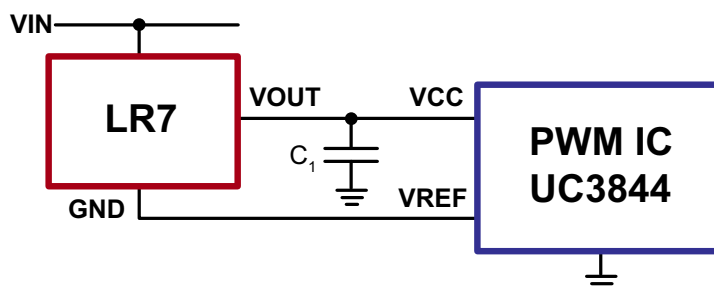 VIN
LR7
VOUT
VCC
C1
GND
VREF
PWM IC
UC3844